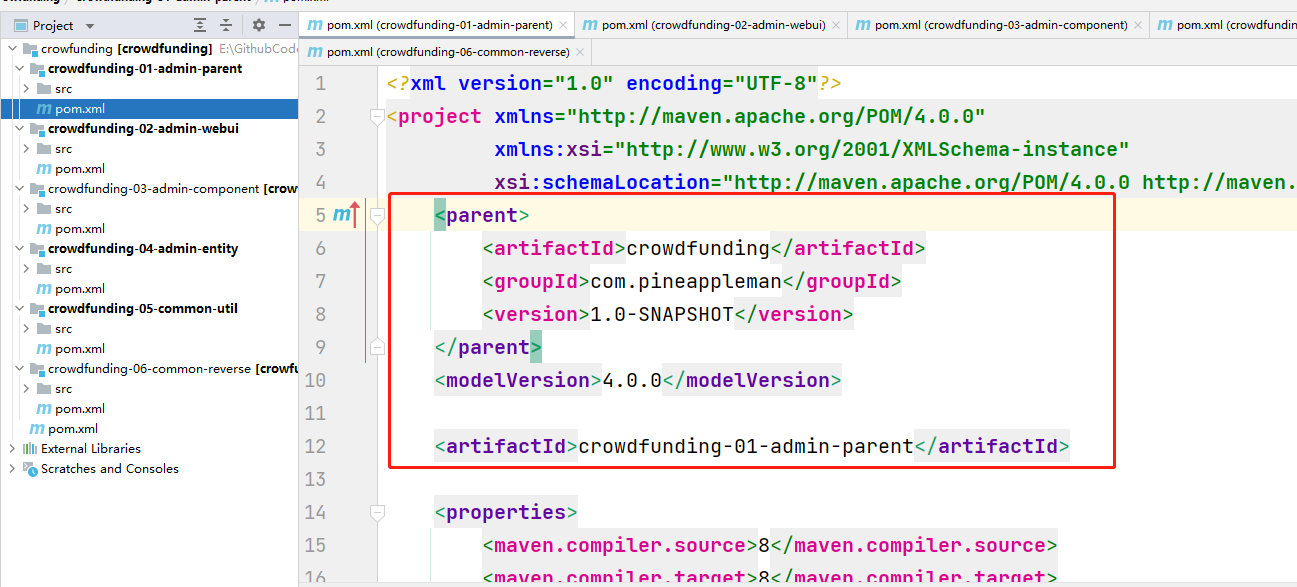 Project
crowfunding [crowdfunding] E:\GithubCod
crowdfunding-01-admin-parent
src
pom.xml
crowdfunding-02-admin-webui
src
pom.xml
crowdfunding-03-admin-component [crow
src
pom.xml
crowdfunding-04-admin-entity
src
pom.xml
crowdfunding-05-common-util
src
pom.xml
crowdfunding-06-common-reverse [crowfu
src
pom.xml
pom.xml
External Libraries
Scratches and Consoles
pom.xml (crowdfunding-01-admin-parent)
pom.xml (crowdfunding-02-admin-webui)
pom.xml (crowdfunding-03-admin-component)
pom.xml (crowdfundin
pom.xml (crowdfunding-06-common-reverse)
1 <?xml version="1.0" encoding="UTF-8"?>
2 <project xmlns="http://maven.apache.org/POM/4.0.0"
3 xmlns:xsi="http://www.w3.org/2001/XMLSchema-instance"
4 xsi:schemaLocation="http://maven.apache.org/POM/4.0.0 http://maven.
5 <parent>
6 <artifactId>crowdfunding</artifactId>
7 <groupId>com.pineappleman</groupId>
8 <version>1.0-SNAPSHOT</version>
9 </parent>
10 <modelVersion>4.0.0</modelVersion>
11
12 <artifactId>crowdfunding-01-admin-parent</artifactId>
13
14 <properties>
15 <maven.compiler.source>8</maven.compiler.source>
16 <maven.compiler.target>8</maven.compiler.target>